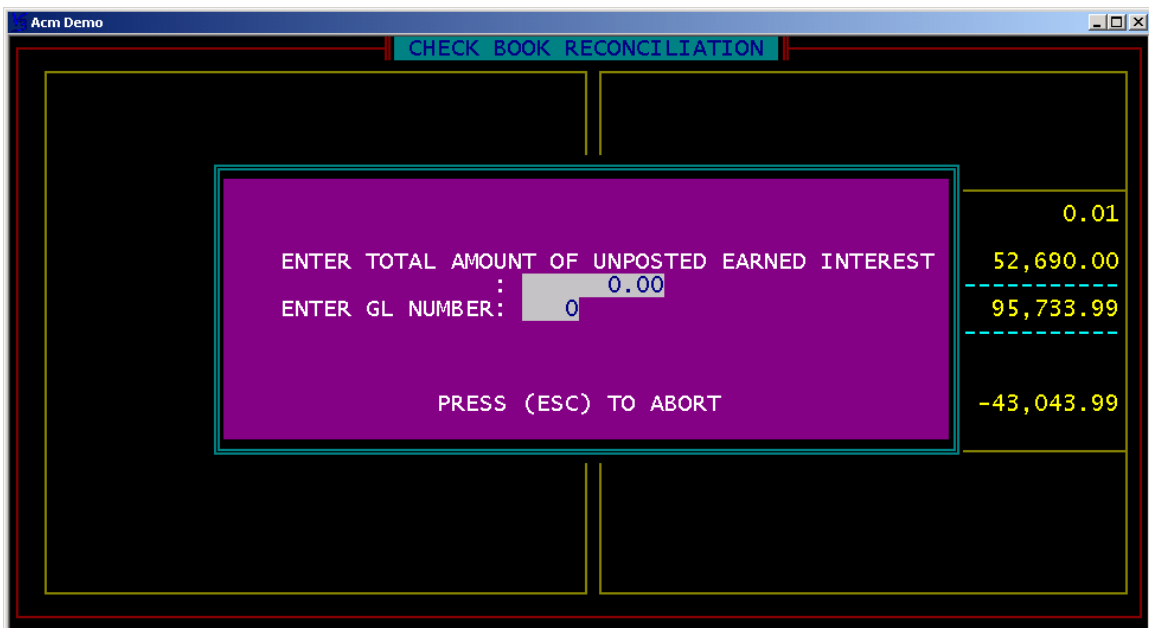 Acm Demo
CHECK BOOK RECONCILIATION
0.01
ENTER TOTAL AMOUNT OF UNPOSTED EARNED INTEREST 52,690.00
: 0.00
ENTER GL NUMBER: 0 95,733.99
PRESS (ESC) TO ABORT -43,043.99